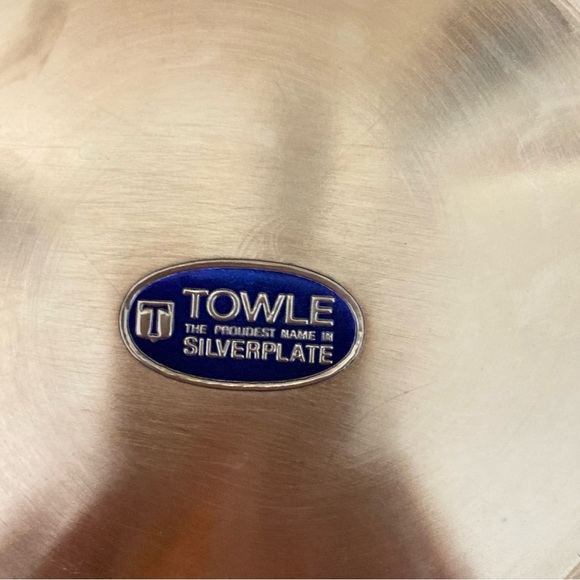 T TOWLE
THE PROUDEST NAME IN
SILVERPLATE